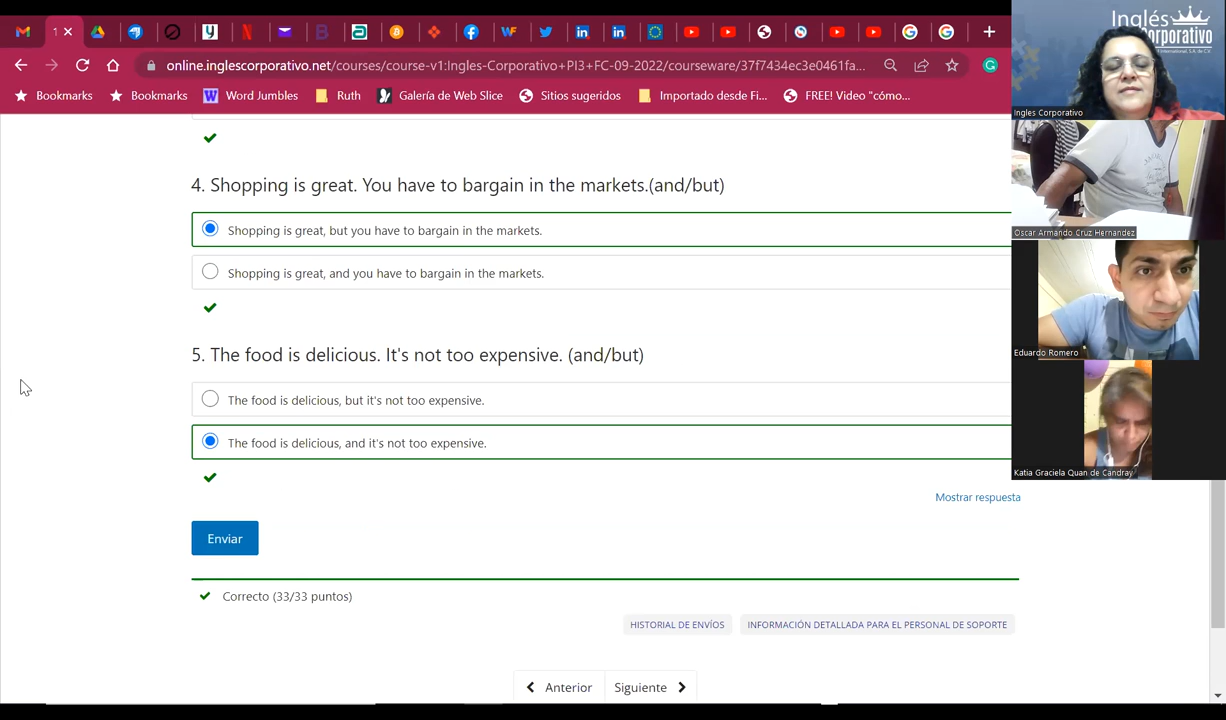 1
online.inglescorporativo.net/courses/course-v1:Ingles-Corporativo+PI3+FC-09-2022/courseware/37f7434ec3e0461fa...
Bookmarks
Bookmarks
Word Jumbles
Ruth
Galería de Web Slice
Sitios sugeridos
Importado desde Fi...
FREE! Video "cómo...
Inglés
Corporativo
Ingles Corporativo
Oscar Armando Cruz Hernandez
Eduardo Romero
Katia Graciela Quan de Candray
4. Shopping is great. You have to bargain in the markets.(and/but)
Shopping is great, but you have to bargain in the markets.
Shopping is great, and you have to bargain in the markets.
5. The food is delicious. It's not too expensive. (and/but)
The food is delicious, but it's not too expensive.
The food is delicious, and it's not too expensive.
Mostrar respuesta
Enviar
Correcto (33/33 puntos)
HISTORIAL DE ENVÍOS
INFORMACIÓN DETALLADA PARA EL PERSONAL DE SOPORTE
Anterior
Siguiente